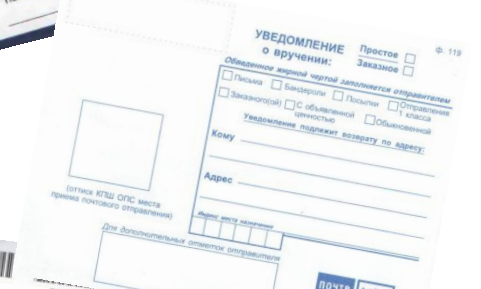 УВЕДОМЛЕНИЕ
о вручении:
Простое
Заказное
ф. 119
Обведенное жирной чертой заполняется отправителем
Письма Бандероли Посылки Отправление 1 класса
Заказного(ой) С объявленной ценностью Обыкновенной
Уведомление подлежит возврату по адресу:
Кому
Адрес
Индекс места назначения
(оттиск КПШ ОПС места
приема почтового отправления)
Для дополнительных отметок отправителя
ПОЧТА